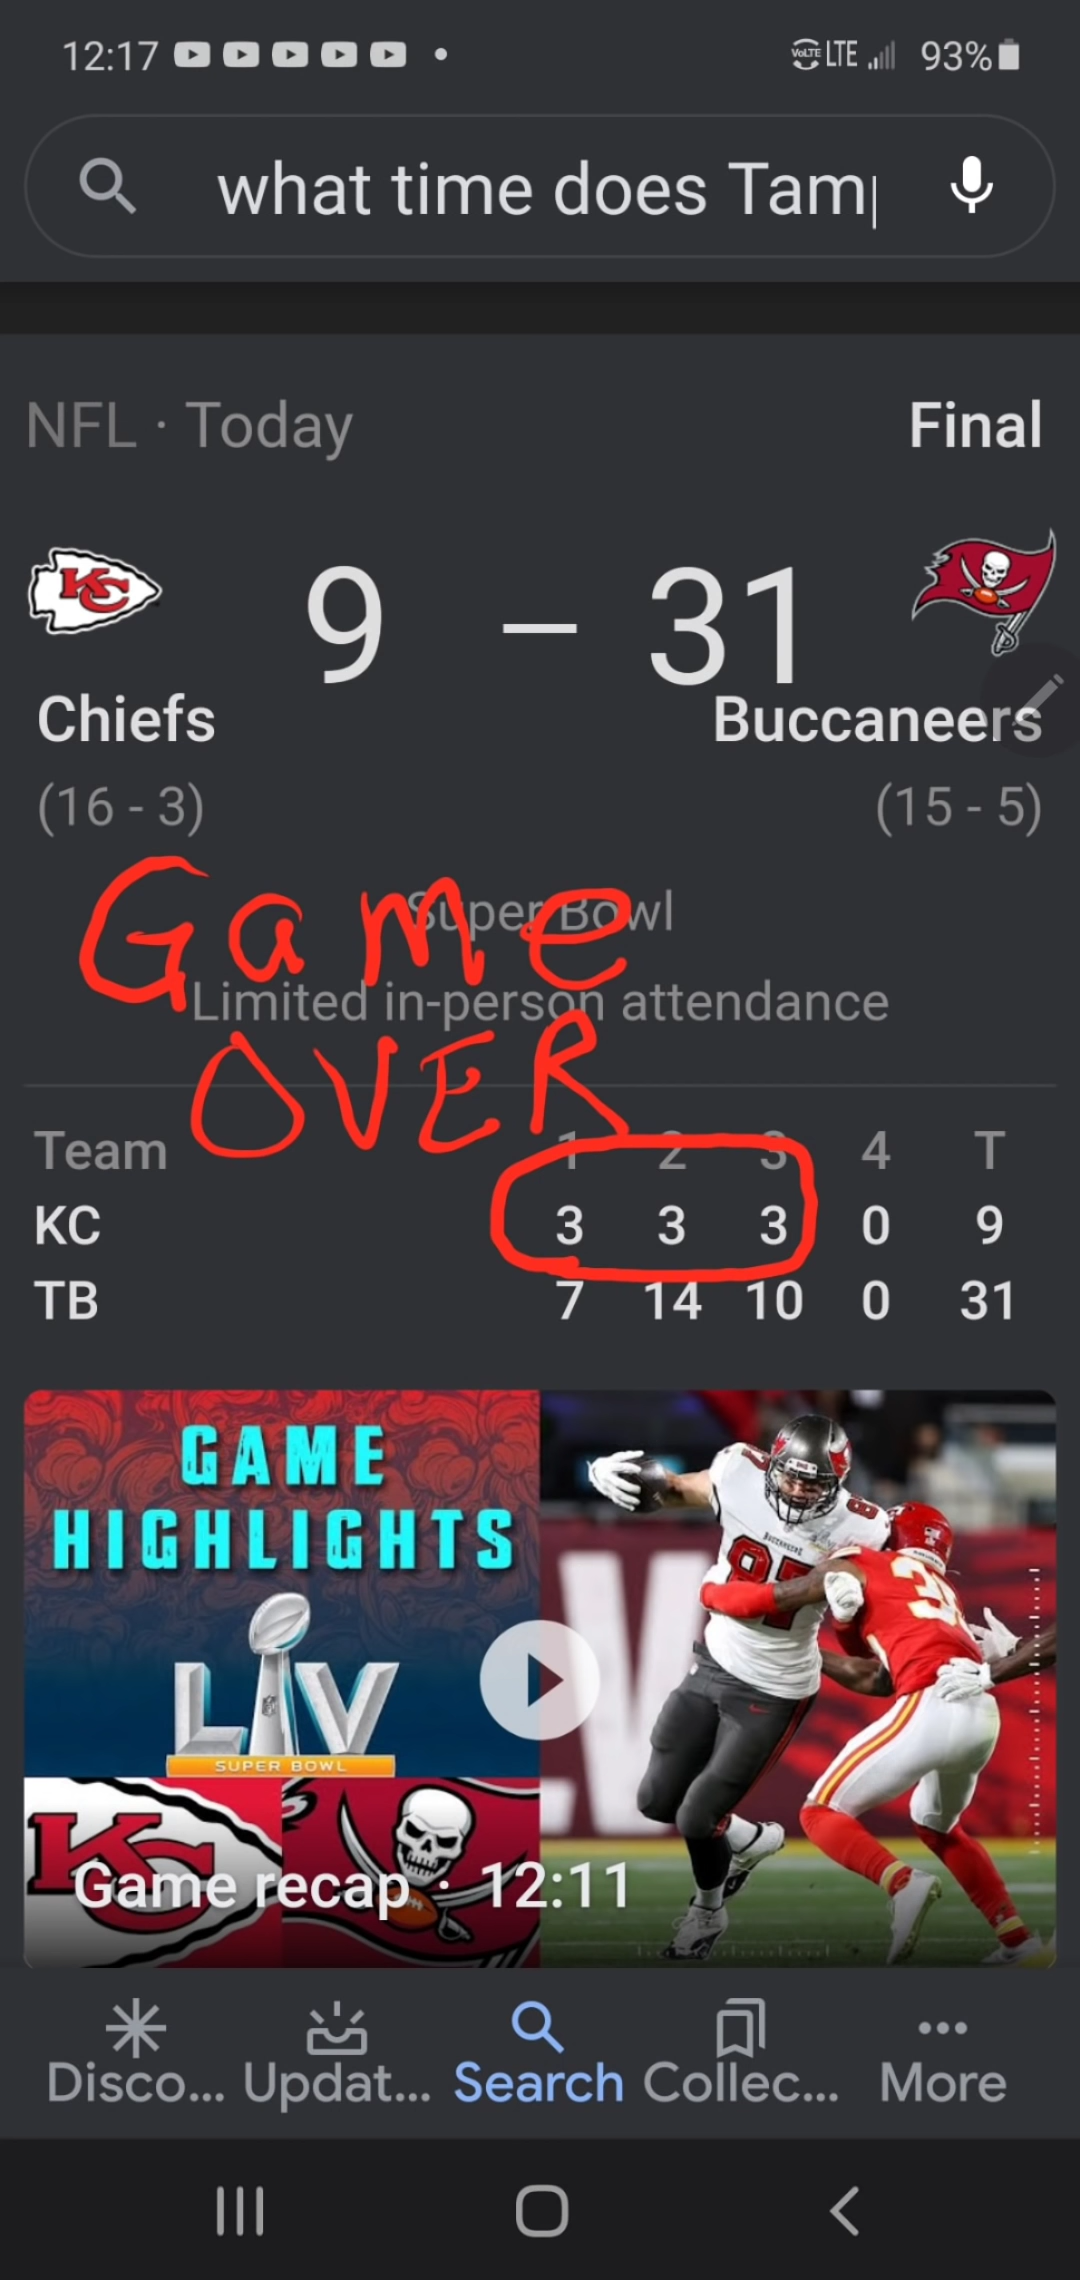 12:17 VoLTE LTE 93%
what time does Tam
NFL · Today Final
9 – 31
Chiefs Buccaneers
(16 - 3) (15 - 5)
Super Bowl
Game
Limited in-person attendance
OVER
Team 1 2 3 4 T
KC 3 3 3 0 9
TB 7 14 10 0 31
GAME
HIGHLIGHTS
LIV
SUPER BOWL
KC
Game recap · 12:11
Disco... Updat... Search Collec... More